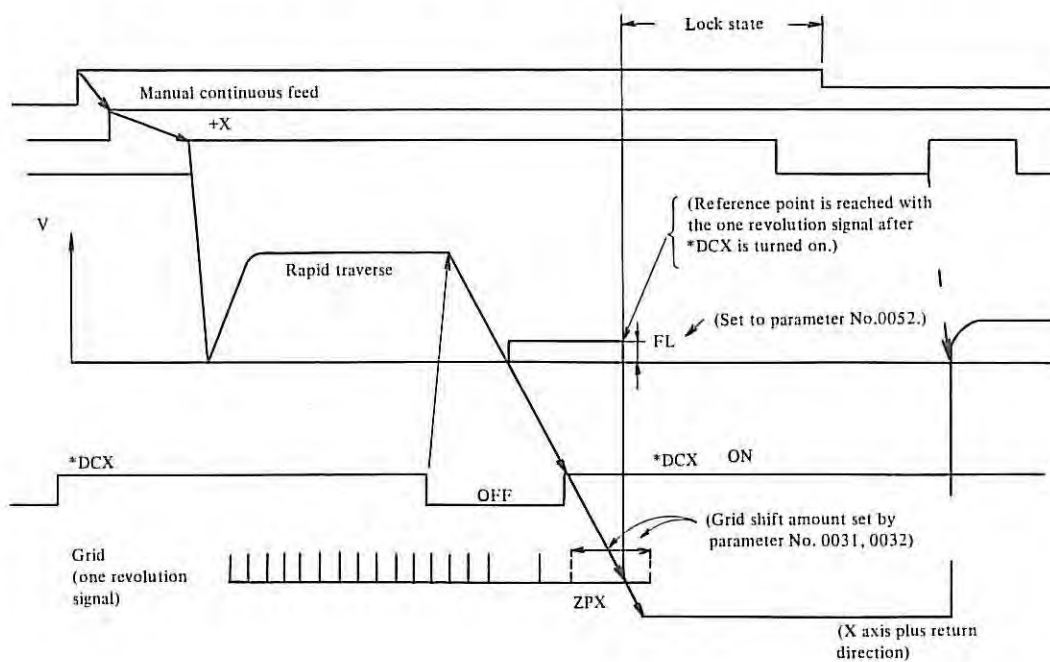 Lock state
Manual continuous feed
+X
V
(Reference point is reached with
the one revolution signal after
*DCX is turned on.)
Rapid traverse
(Set to parameter No.0052.)
FL
*DCX
*DCX ON
OFF
(Grid shift amount set by
parameter No. 0031, 0032)
Grid
(one revolution
signal)
ZPX
(X axis plus return
direction)